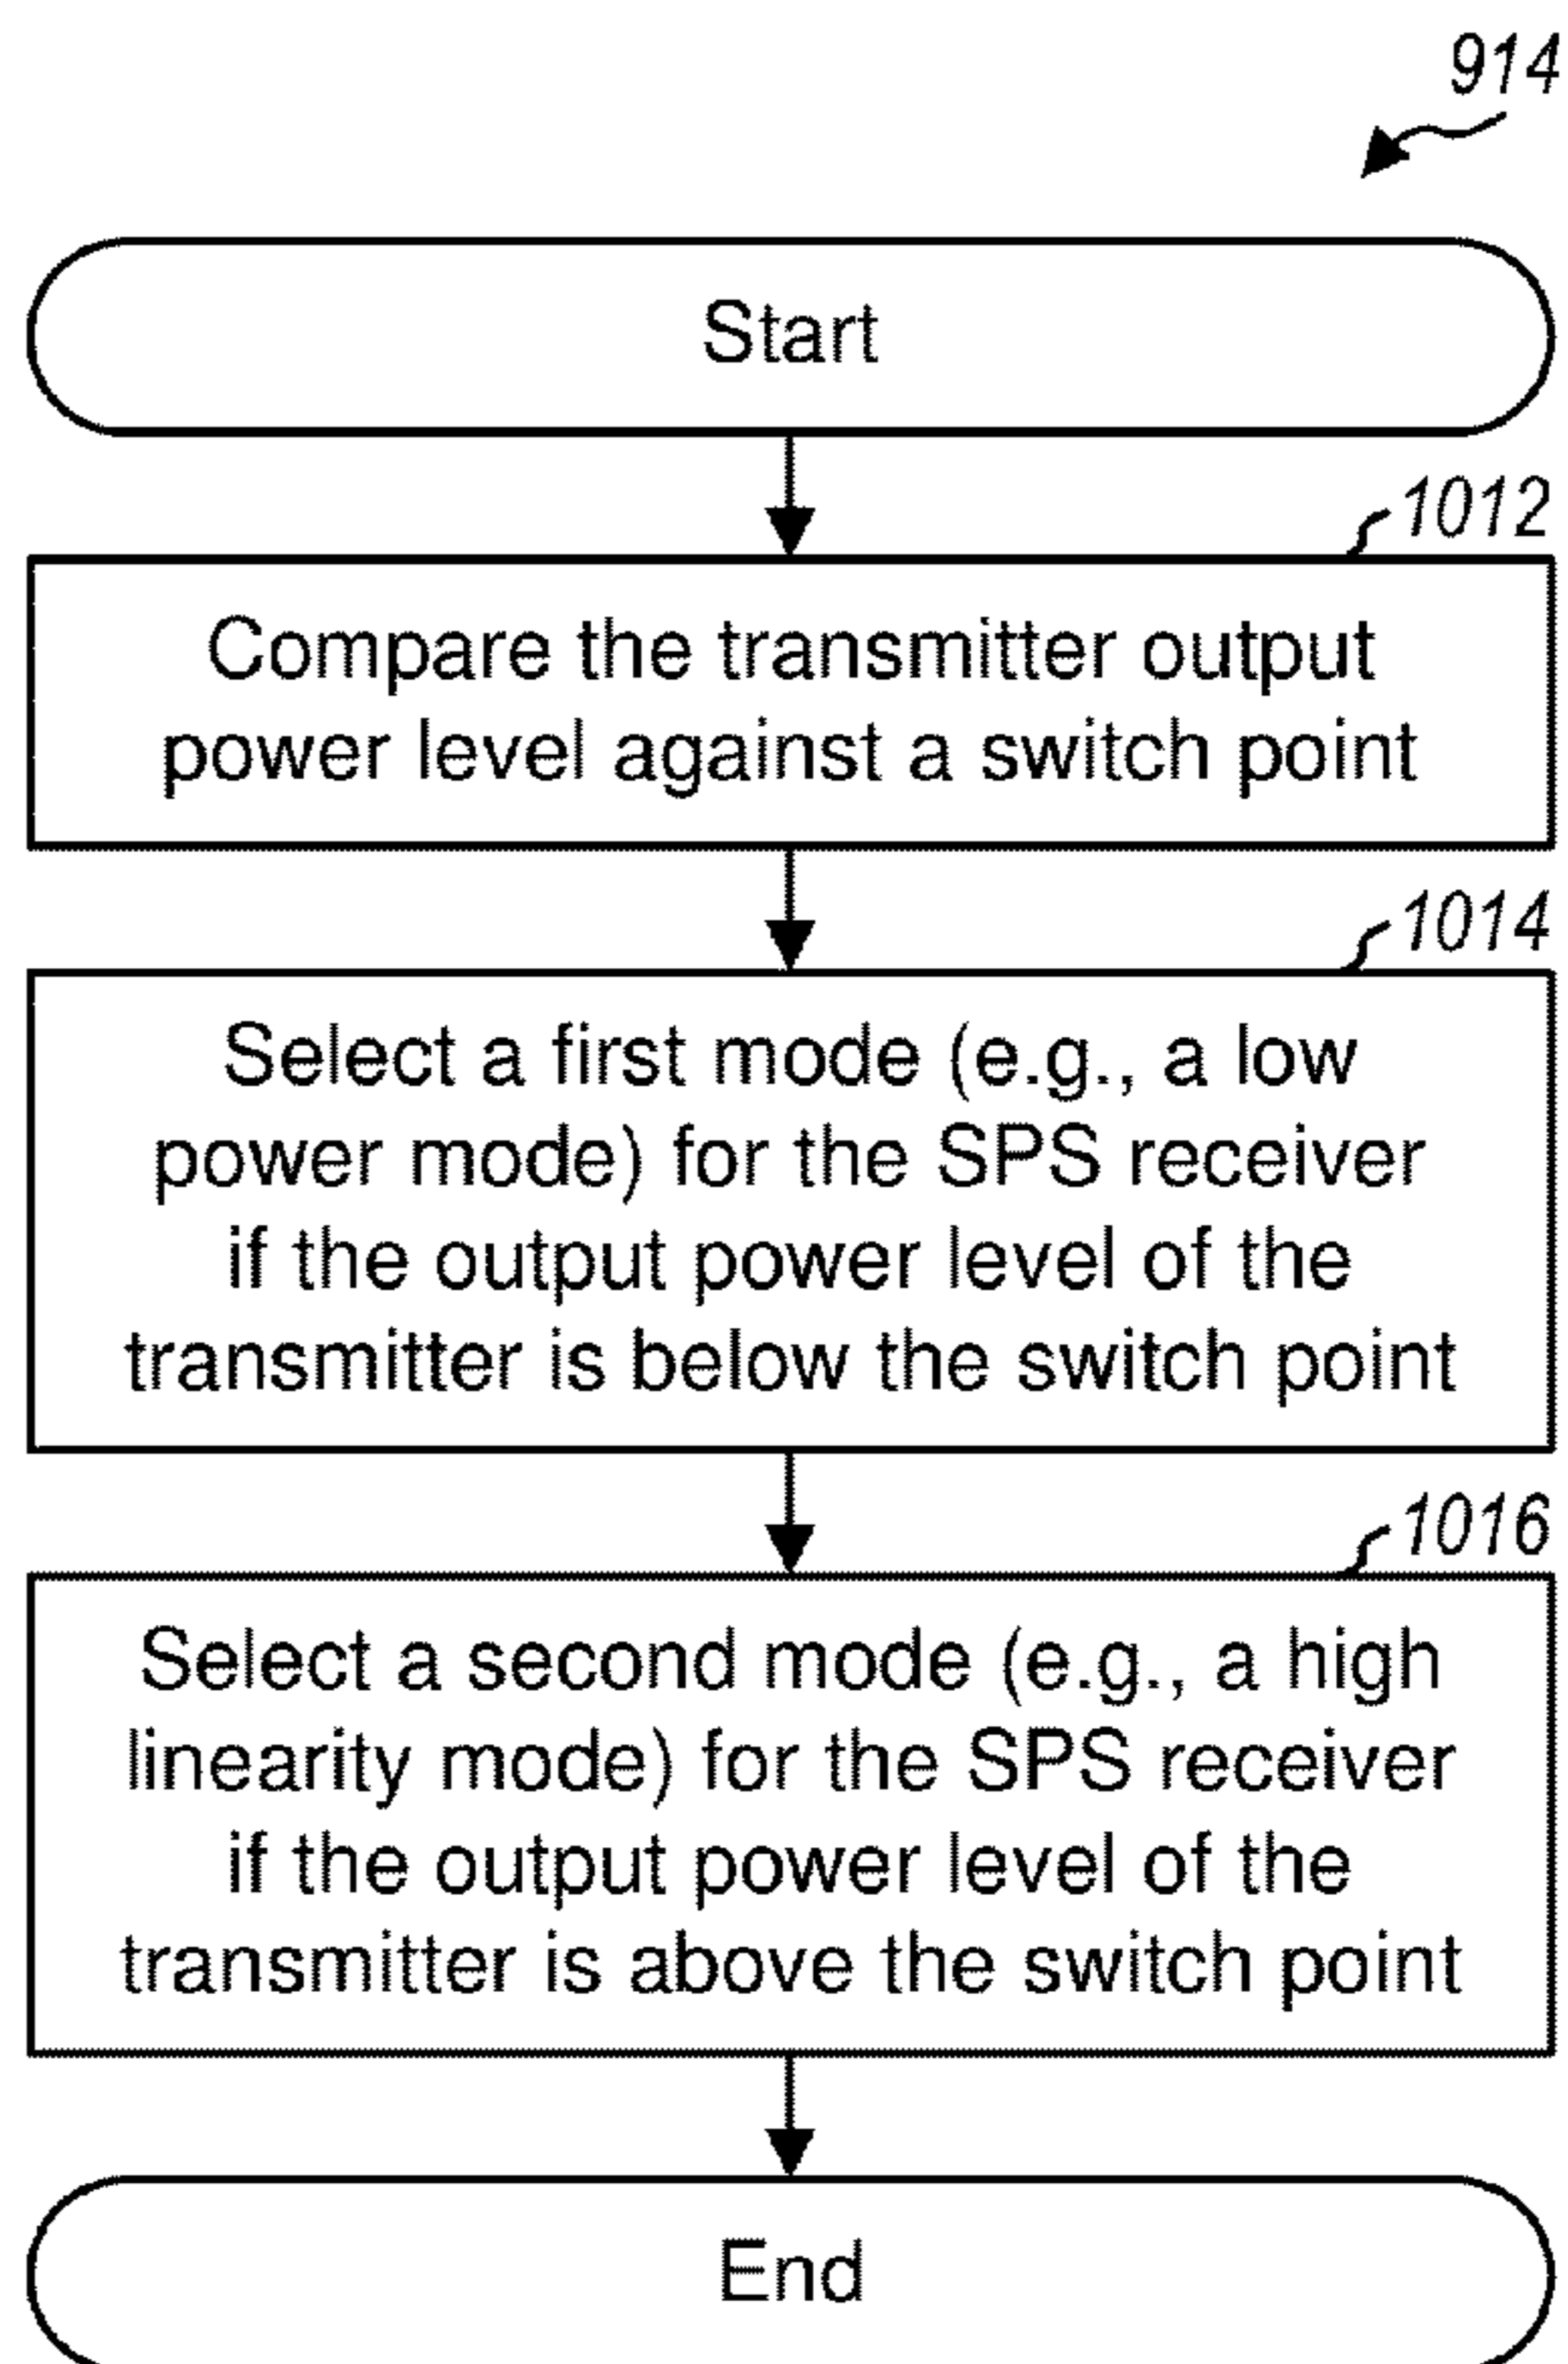 914
Start
1012
Compare the transmitter output
power level against a switch point
1014
Select a first mode (e.g., a low
power mode) for the SPS receiver
if the output power level of the
transmitter is below the switch point
1016
Select a second mode (e.g., a high
linearity mode) for the SPS receiver
if the output power level of the
transmitter is above the switch point
End